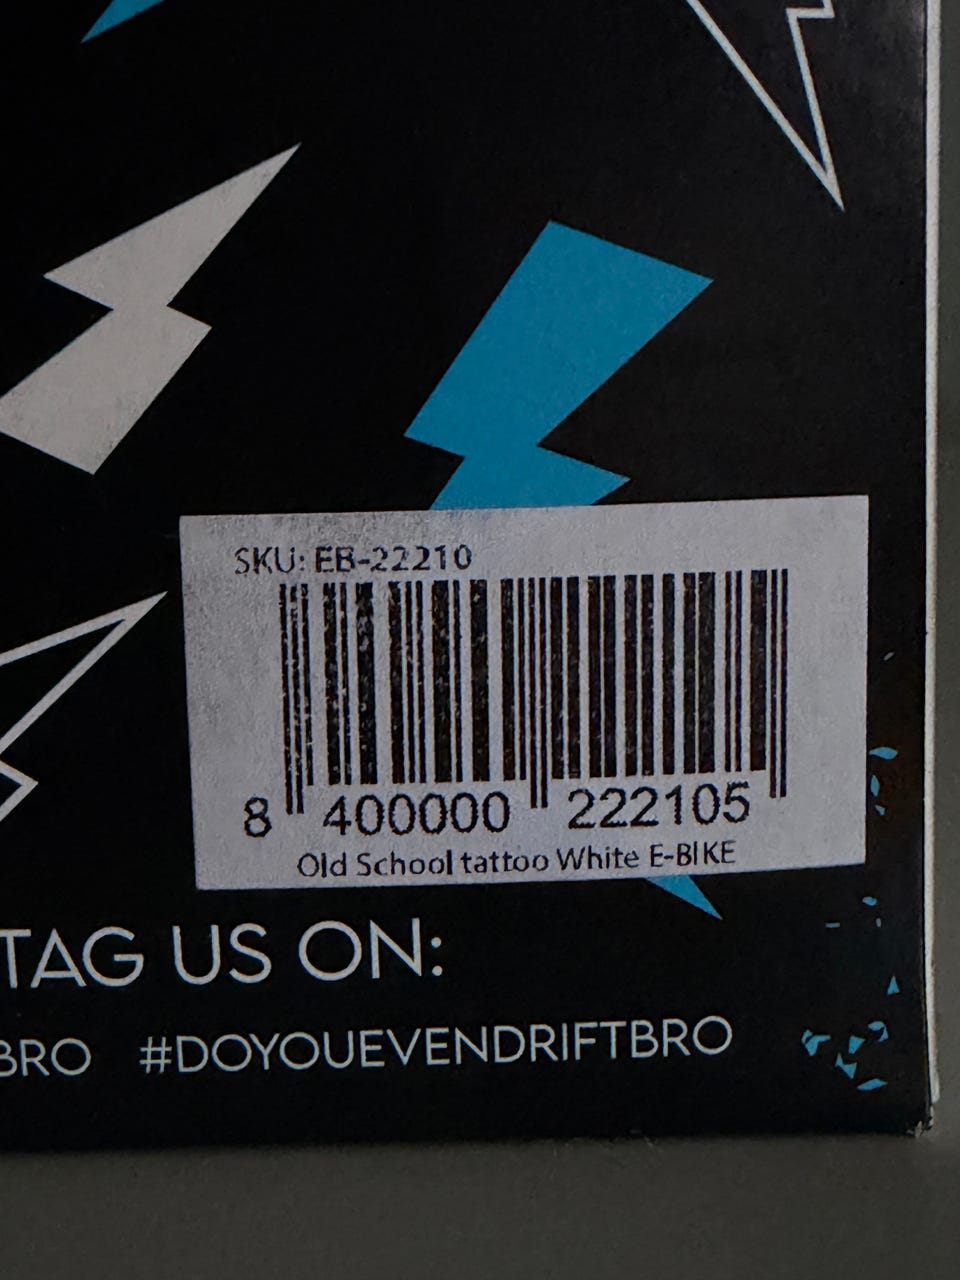 SKU: EB-22210
8 400000 222105
Old School tattoo White E-BIKE
TAG US ON:
BRO #DOYOUEVENDRIFTBRO